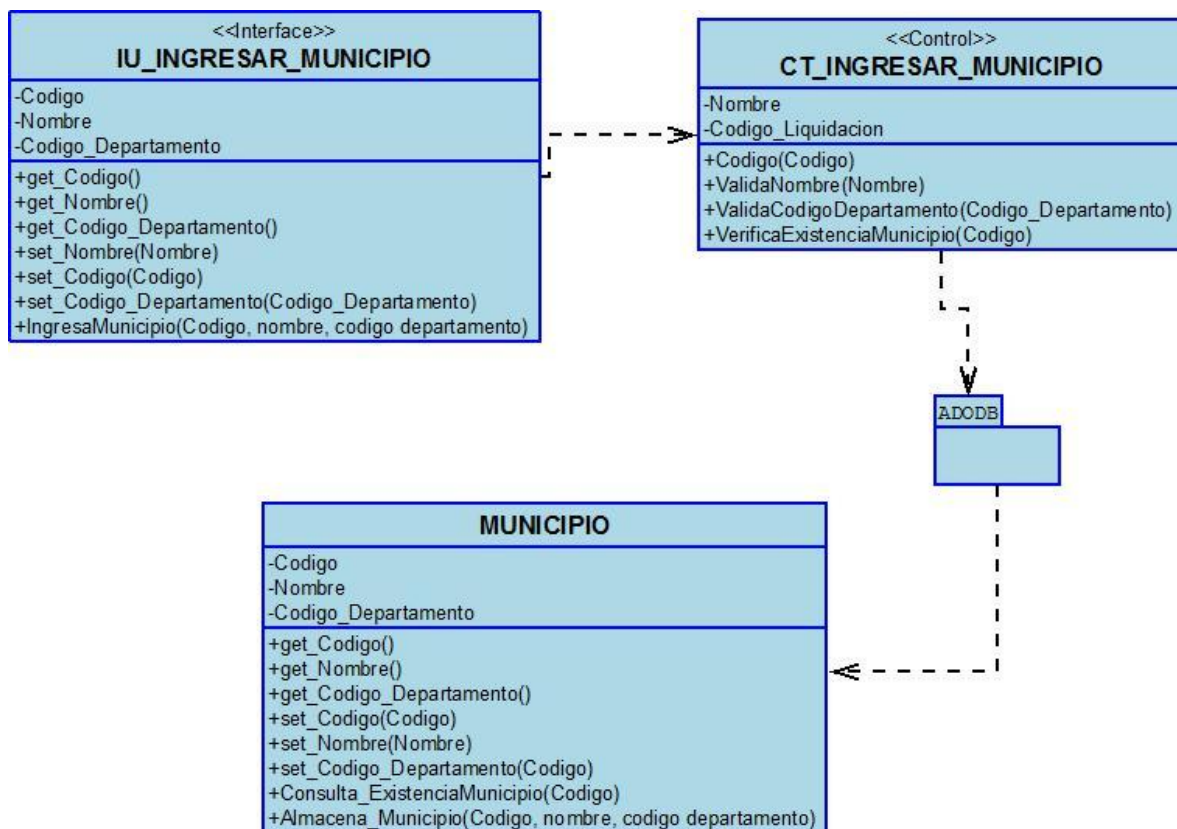 <<Interface>>
IU_INGRESAR_MUNICIPIO
-Codigo
-Nombre
-Codigo_Departamento
+get_Codigo()
+get_Nombre()
+get_Codigo_Departamento()
+set_Nombre(Nombre)
+set_Codigo(Codigo)
+set_Codigo_Departamento(Codigo_Departamento)
+IngresaMunicipio(Codigo, nombre, codigo departamento)
<<Control>>
CT_INGRESAR_MUNICIPIO
-Nombre
-Codigo_Liquidacion
+Codigo(Codigo)
+ValidaNombre(Nombre)
+ValidaCodigoDepartamento(Codigo_Departamento)
+VerificaExistenciaMunicipio(Codigo)
ADODB
MUNICIPIO
-Codigo
-Nombre
-Codigo_Departamento
+get_Codigo()
+get_Nombre()
+get_Codigo_Departamento()
+set_Codigo(Codigo)
+set_Nombre(Nombre)
+set_Codigo_Departamento(Codigo)
+Consulta_ExistenciaMunicipio(Codigo)
+Almacena_Municipio(Codigo, nombre, codigo departamento)